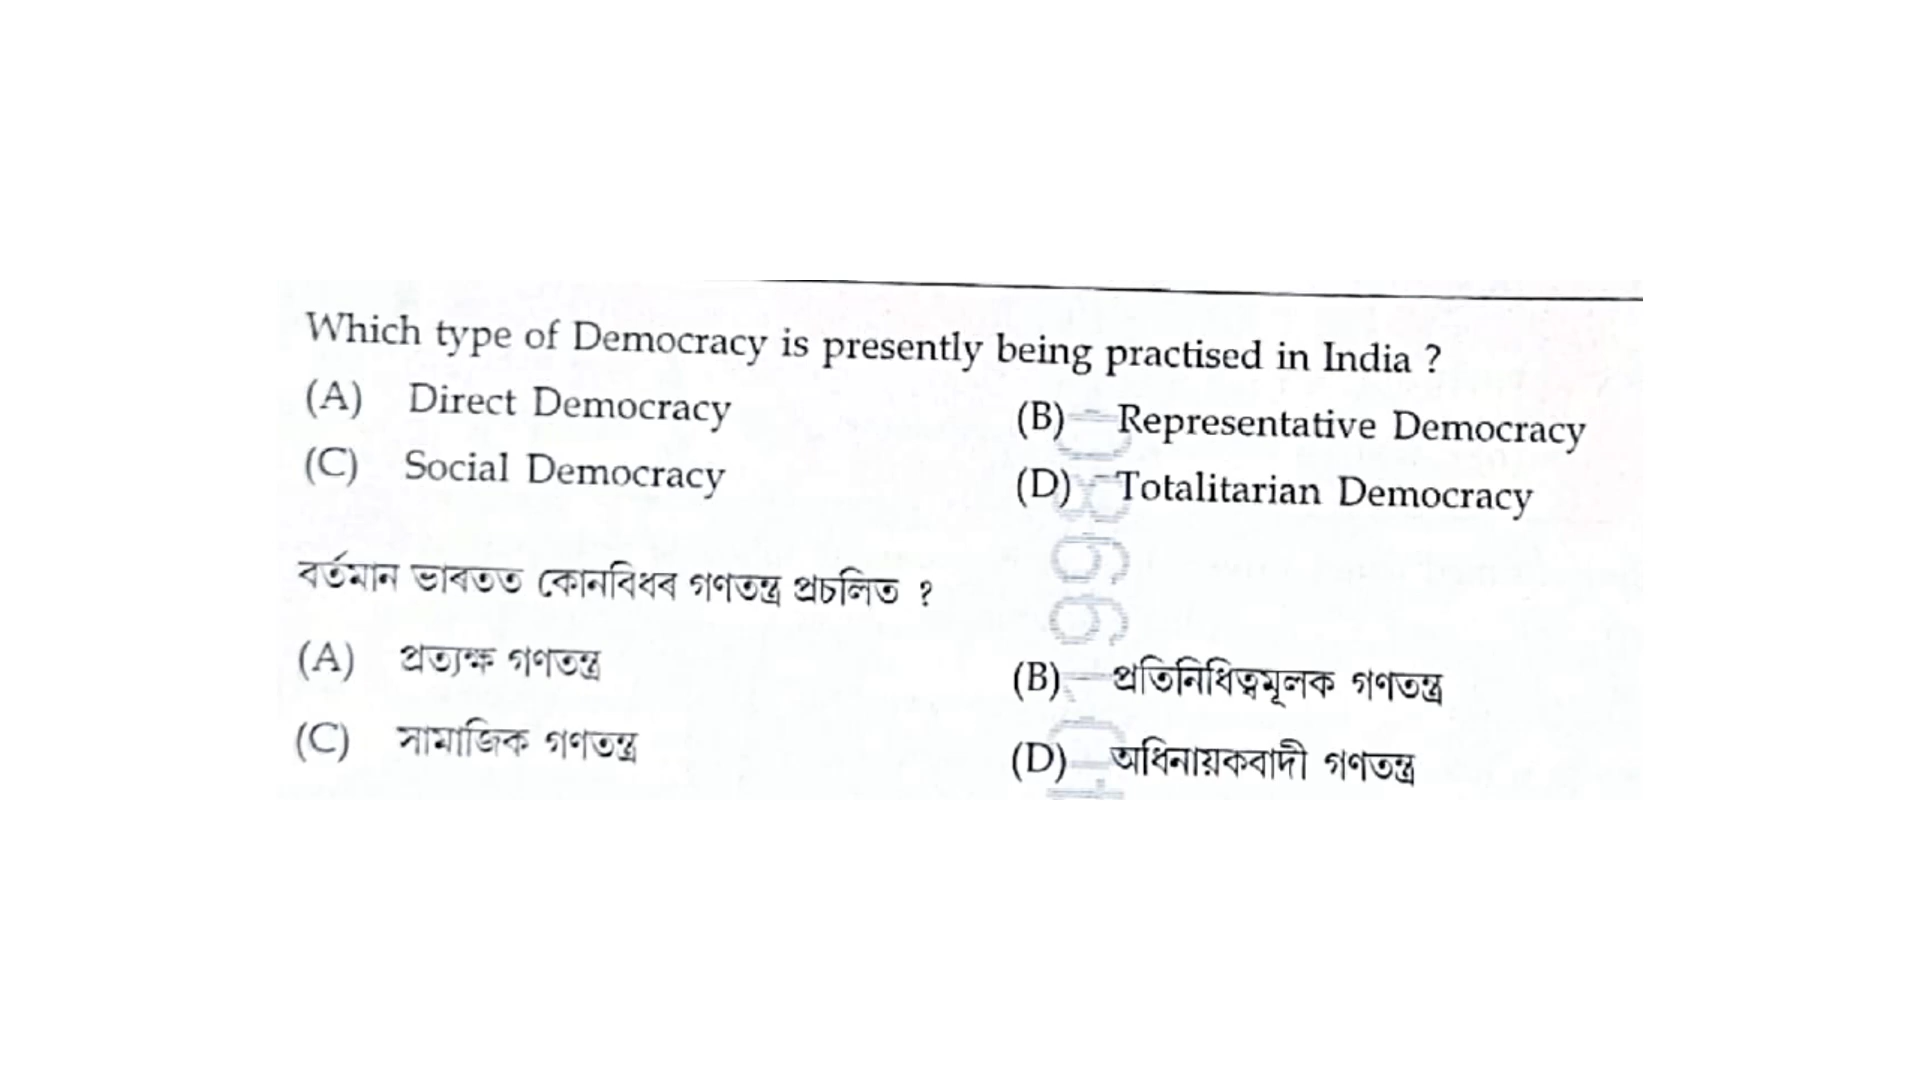 Which type of Democracy is presently being practised in India ?
(A) Direct Democracy (B) Representative Democracy
(C) Social Democracy (D) Totalitarian Democracy
বৰ্তমান ভাৰতত কোনবিধৰ গণতন্ত্ৰ প্ৰচলিত ?
(A) প্ৰত্যক্ষ গণতন্ত্ৰ (B) প্ৰতিনিধিত্বমূলক গণতন্ত্ৰ
(C) সামাজিক গণতন্ত্ৰ (D) অধিনায়কবাদী গণতন্ত্ৰ